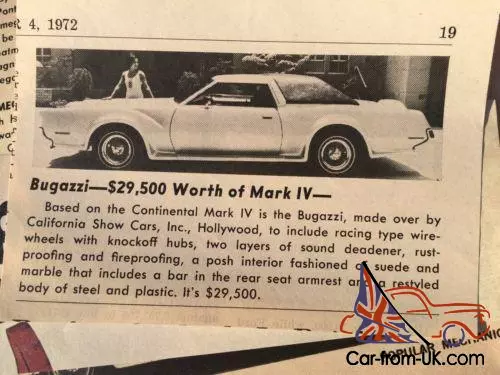 R 4, 1972
19
Bugazzi—$29,500 Worth of Mark IV—
Based on the Continental Mark IV is the Bugazzi, made over by
California Show Cars, Inc., Hollywood, to include racing type wire-
wheels with knockoff hubs, two layers of sound deadener, rust-
proofing and fireproofing, a posh interior fashioned of suede and
marble that includes a bar in the rear seat armrest and a restyled
body of steel and plastic. It's $29,500.
POPULAR MECHANIC
Car-from-UK.com